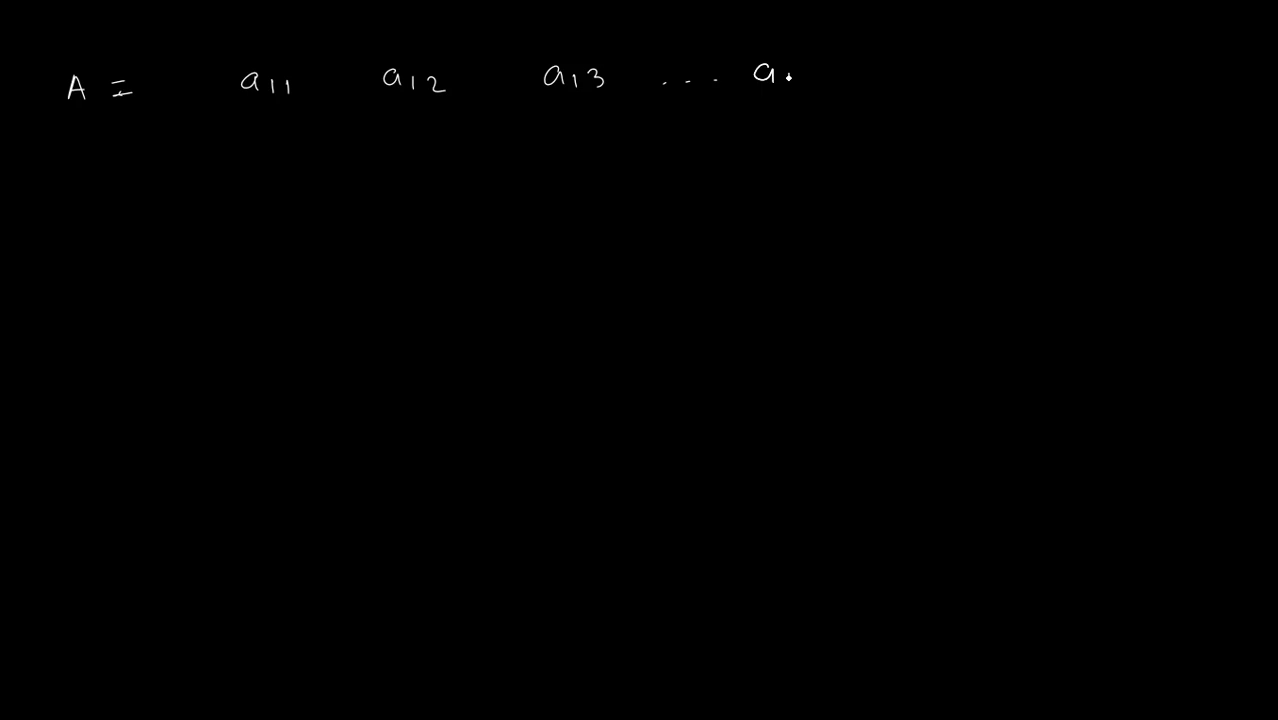 A = a₁₁ a₁₂ a₁₃ ... a.